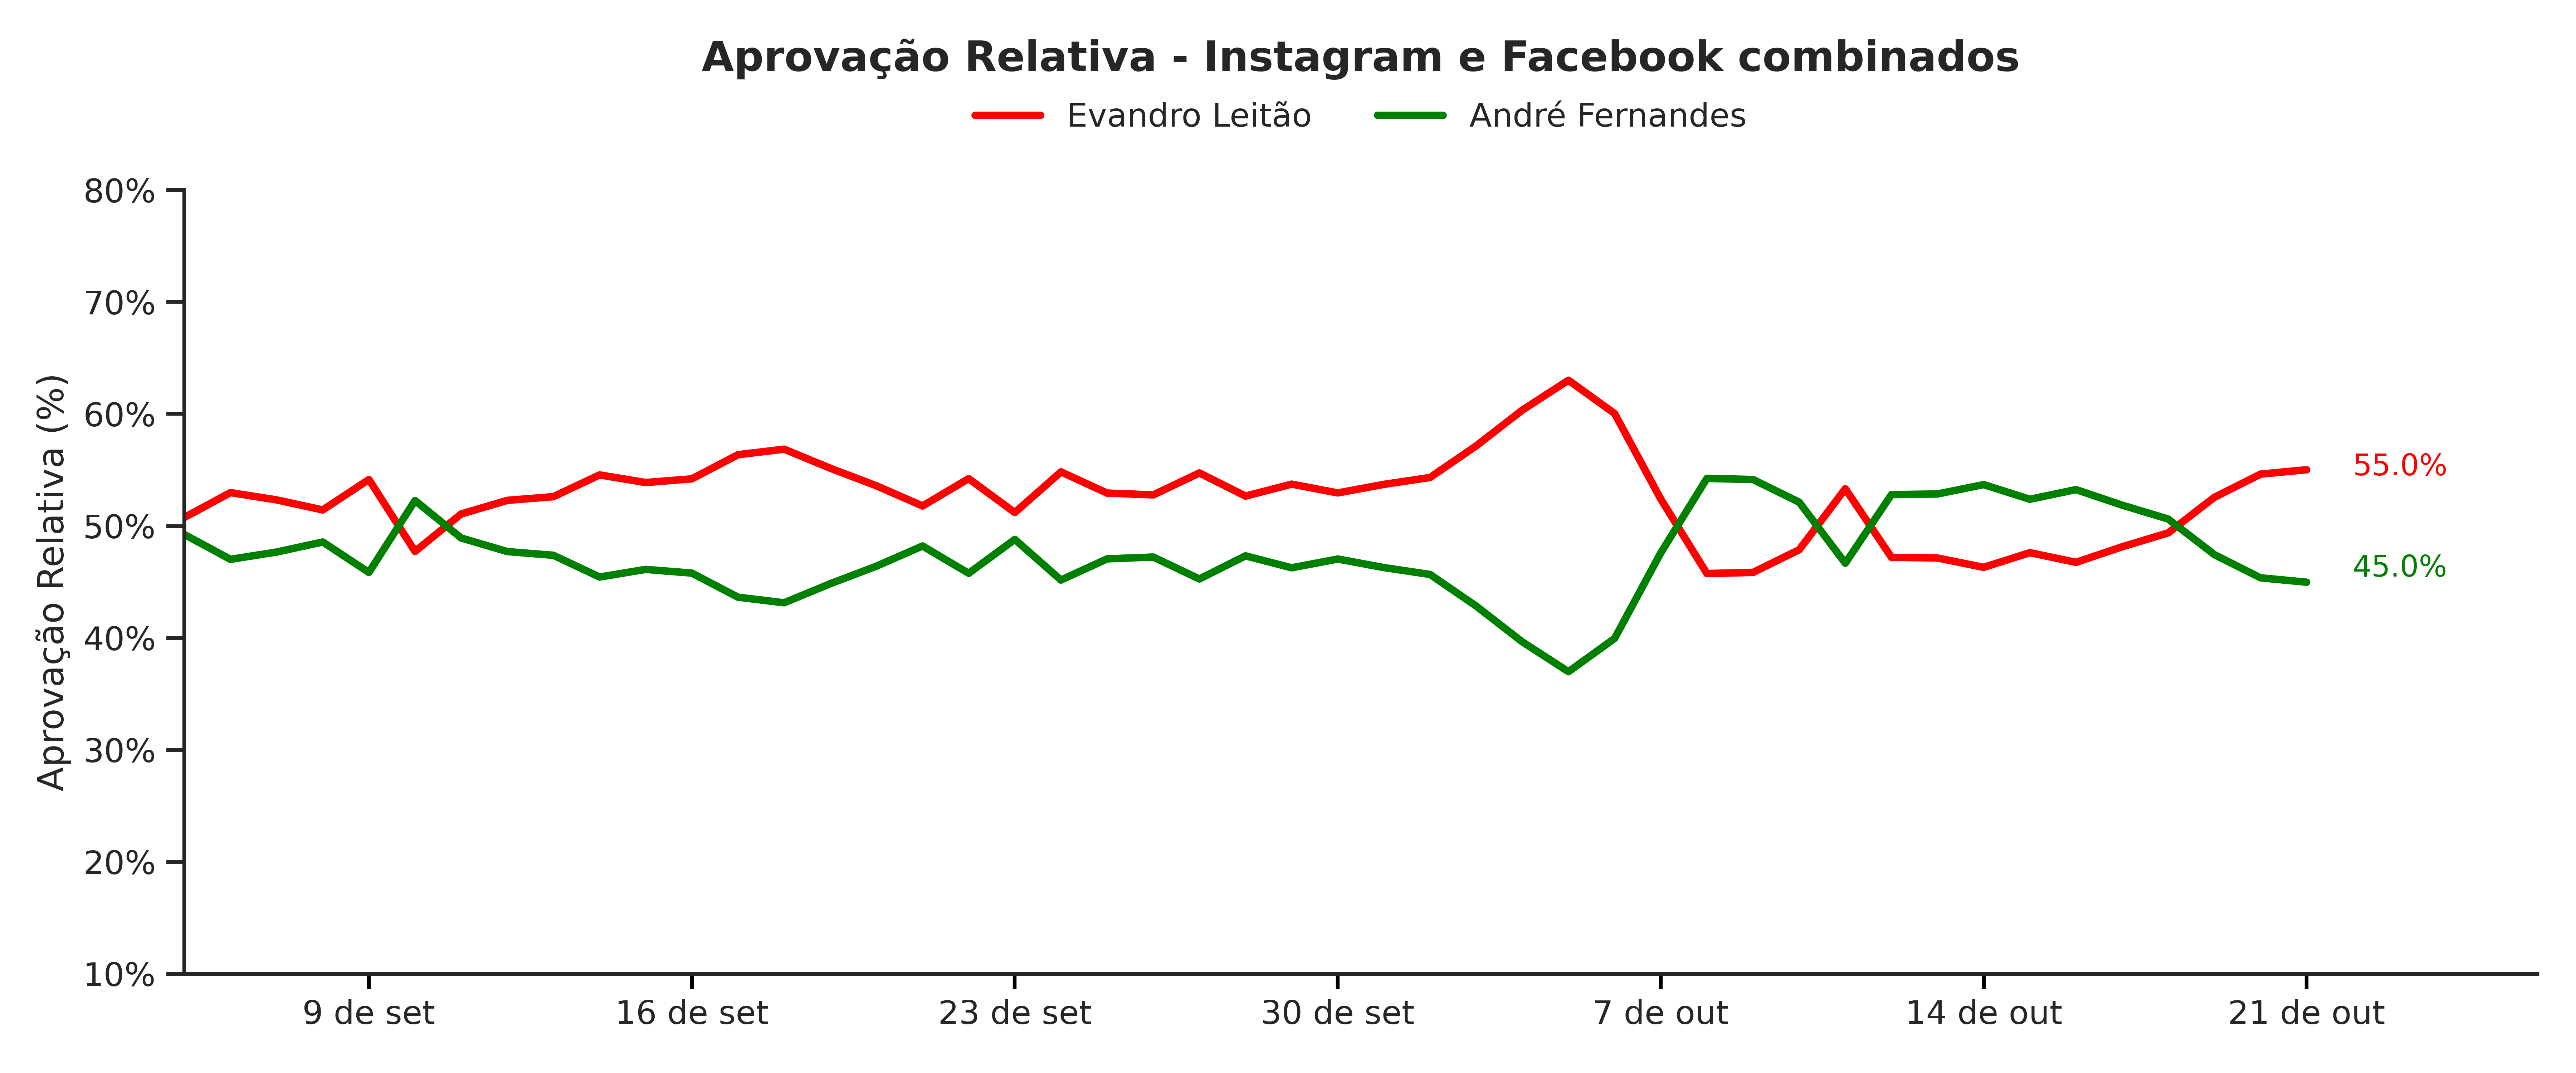 Aprovação Relativa - Instagram e Facebook combinados
Evandro Leitão
André Fernandes
Aprovação Relativa (%)
80%
70%
60%
50%
40%
30%
20%
10%
55.0%
45.0%
9 de set
16 de set
23 de set
30 de set
7 de out
14 de out
21 de out